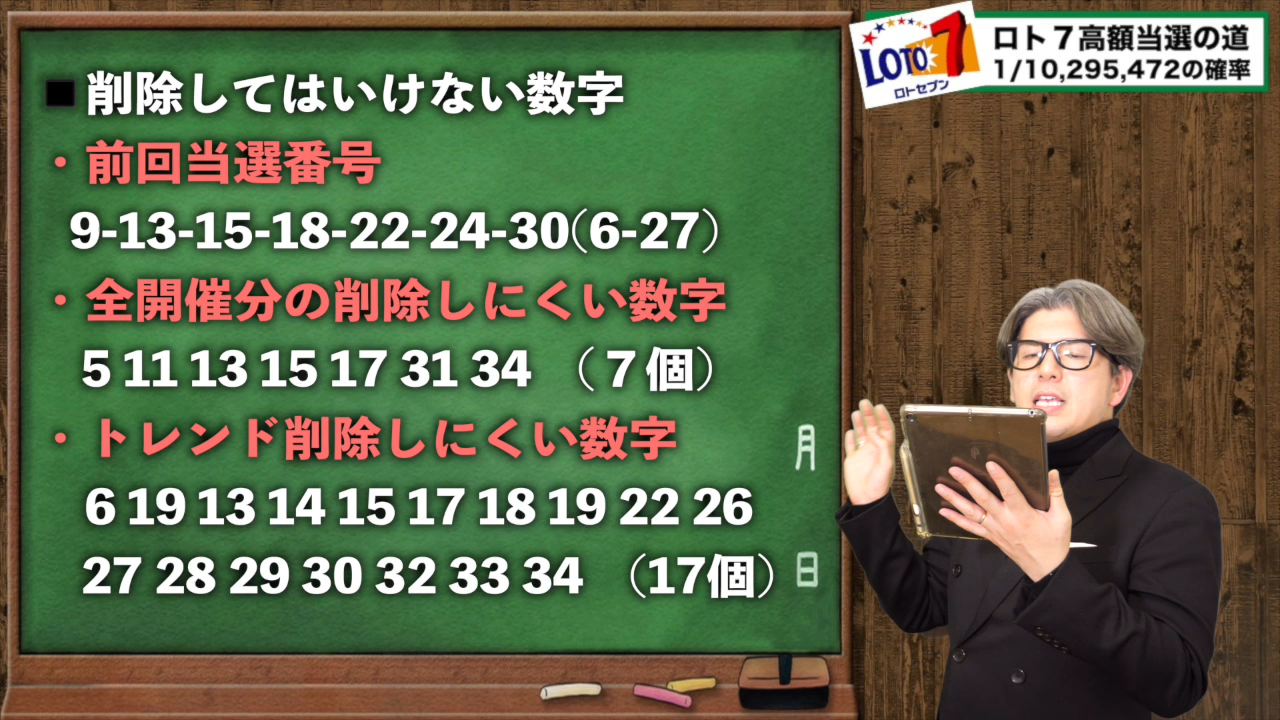 ■削除してはいけない数字
・前回当選番号
9-13-15-18-22-24-30(6-27)
・全開催分の削除しにくい数字
5 11 13 15 17 31 34 (7個)
・トレンド削除しにくい数字
6 19 13 14 15 17 18 19 22 26
27 28 29 30 32 33 34 (17個)
月
日
LOTO 7
ロトセブン
ロト7高額当選の道
1/10,295,472の確率